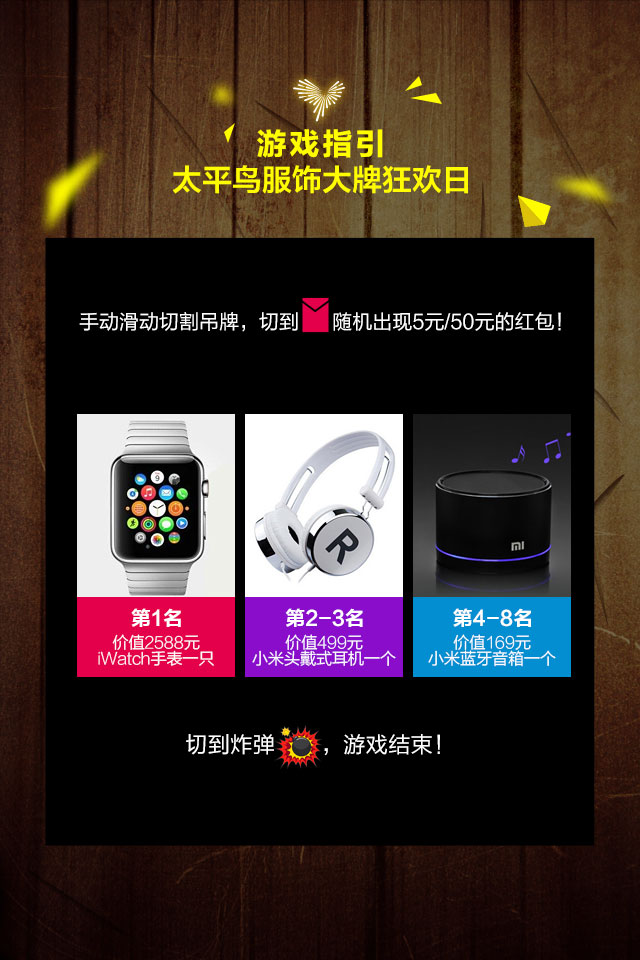 游戏指引
太平鸟服饰大牌狂欢日
手动滑动切割吊牌，切到 随机出现5元/50元的红包！
R
mi
第1名
价值2588元
iWatch手表一只
第2-3名
价值499元
小米头戴式耳机一个
第4-8名
价值169元
小米蓝牙音箱一个
切到炸弹 ，游戏结束！